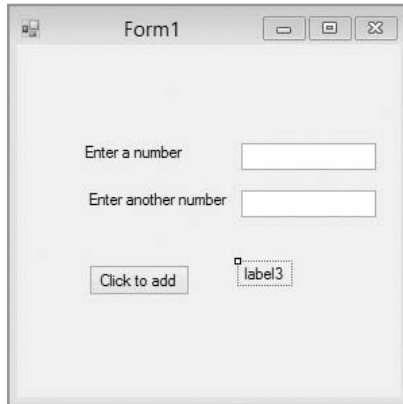 Form1
Enter a number
Enter another number
Click to add
label3